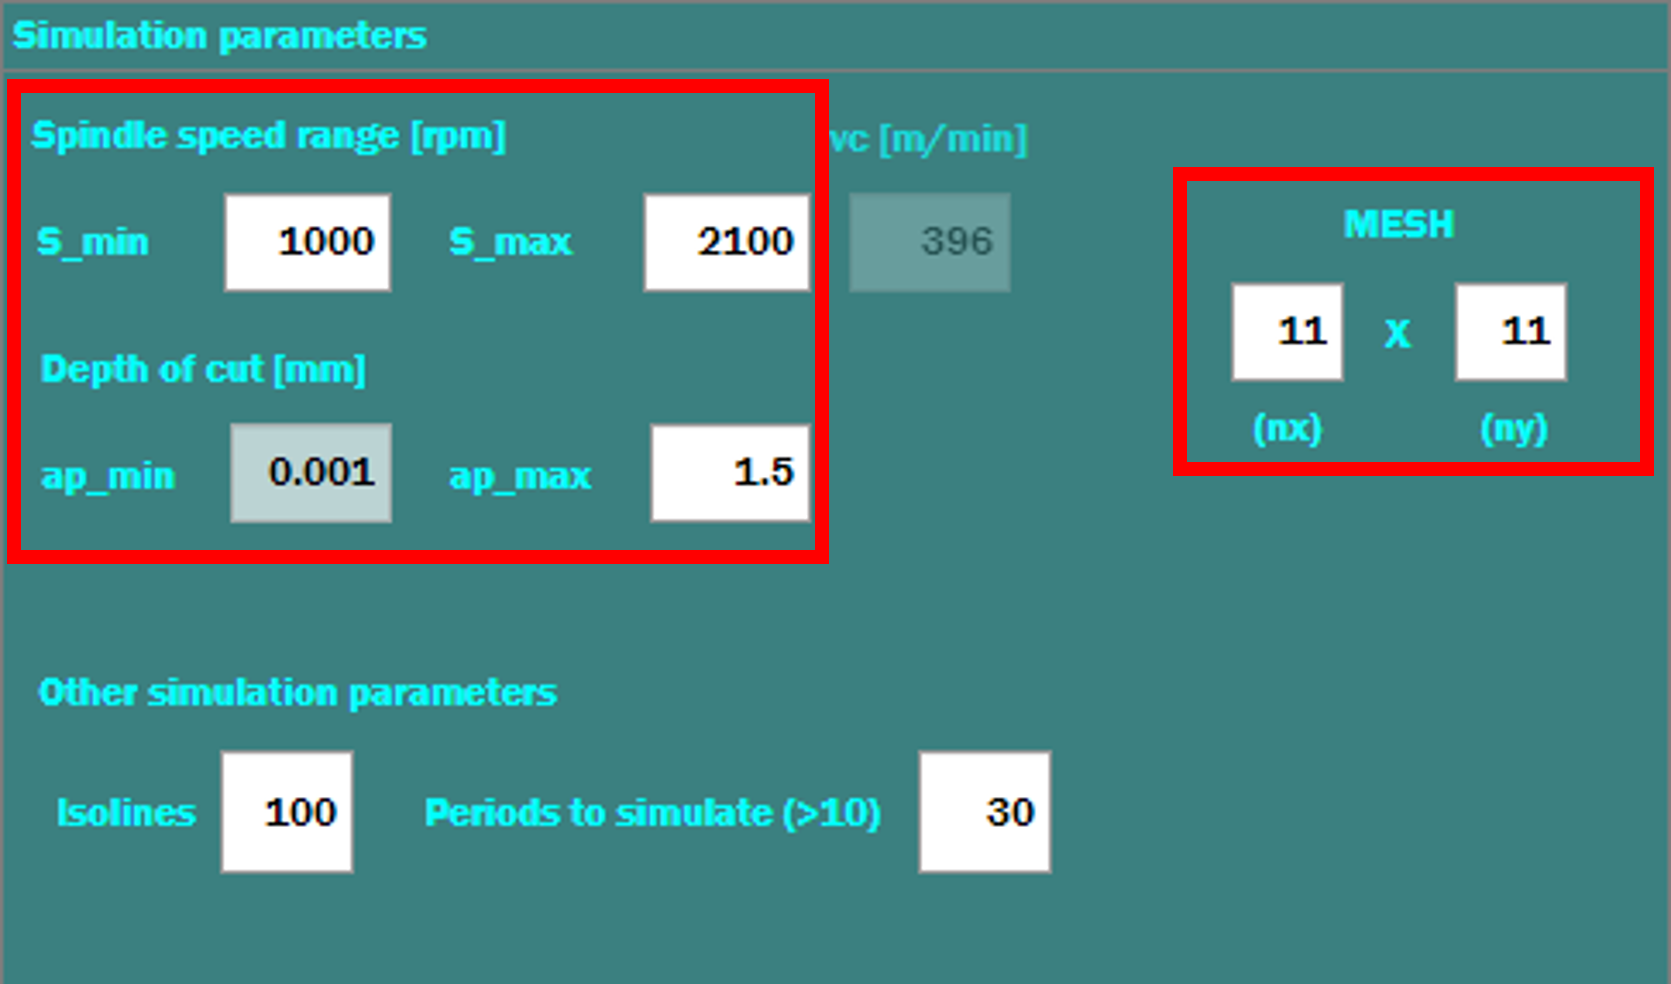 Simulation parameters
Spindle speed range [rpm]
vc [m/min]
S_min 1000 S_max 2100 396
MESH
11 X 11
(nx) (ny)
Depth of cut [mm]
ap_min 0.001 ap_max 1.5
Other simulation parameters
Isolines 100 Periods to simulate (>10) 30